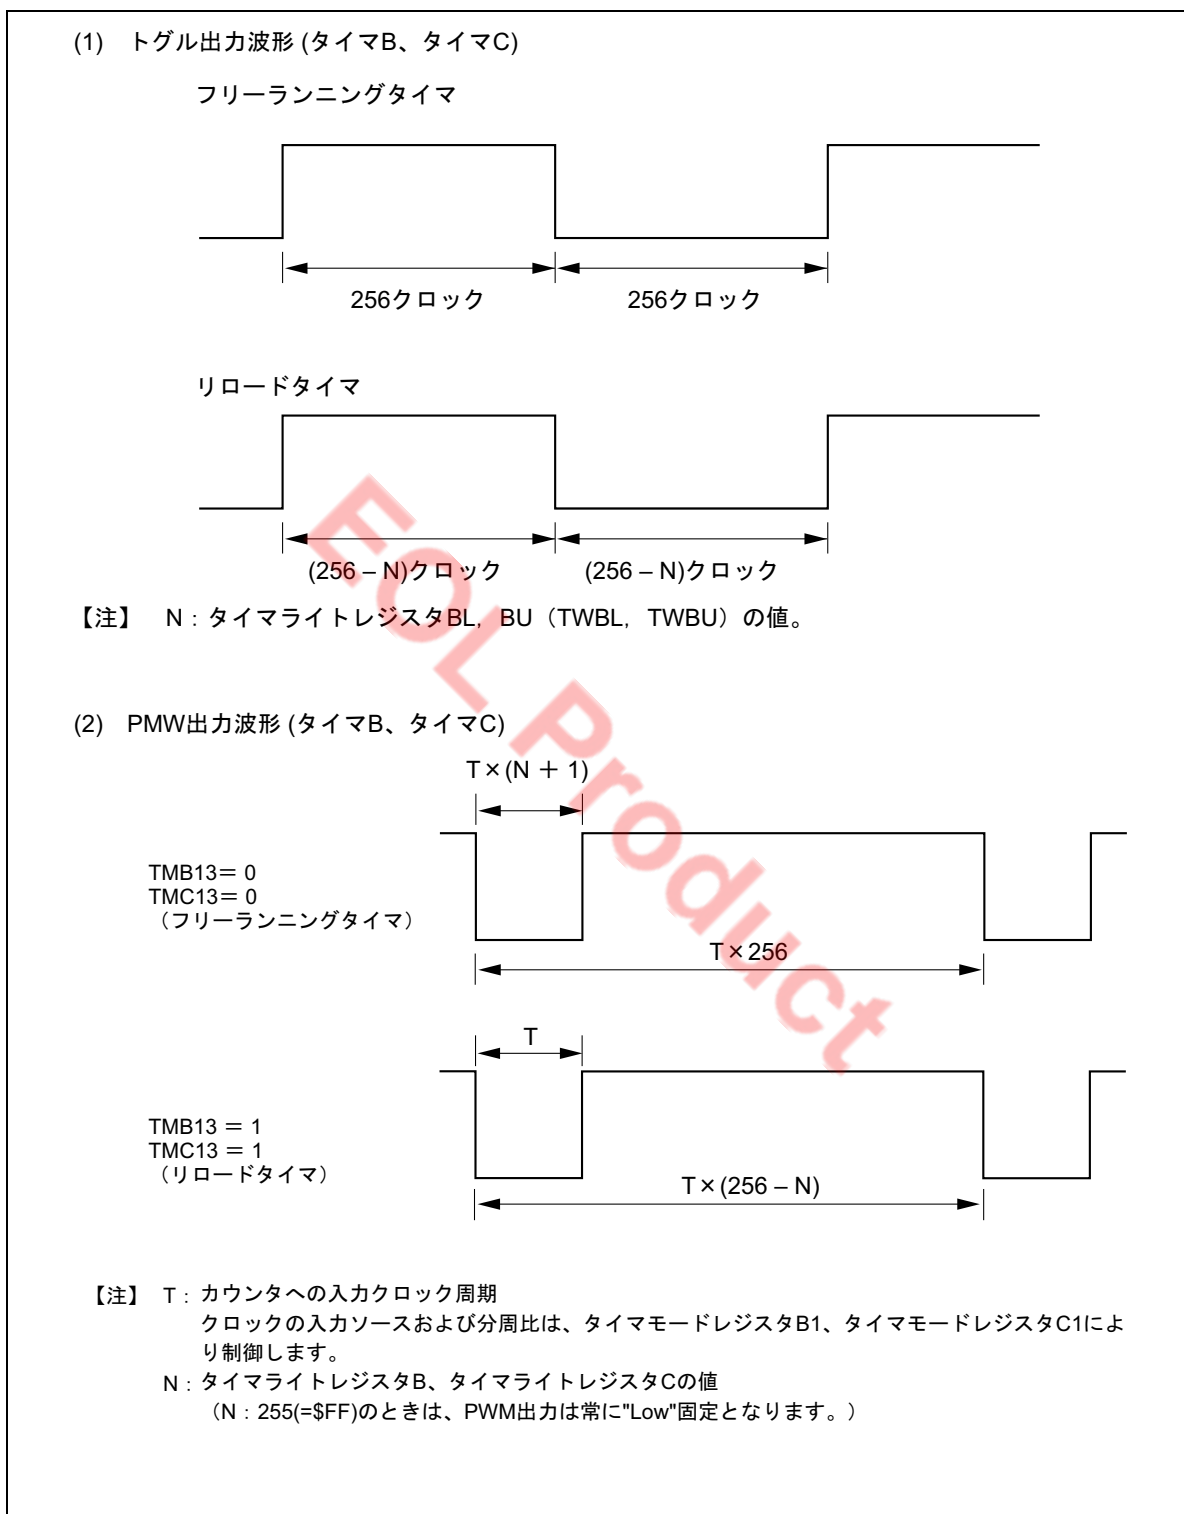 (1) トグル出力波形 (タイマB、タイマC)
フリーランニングタイマ
256クロック 256クロック
リロードタイマ
(256 – N)クロック (256 – N)クロック
【注】 N：タイマライトレジスタBL，BU（TWBL，TWBU）の値。
(2) PMW出力波形 (タイマB、タイマC)
T×(N ＋ 1)
TMB13＝ 0
TMC13＝ 0
（フリーランニングタイマ）
T×256
T
TMB13 ＝ 1
TMC13 ＝ 1
（リロードタイマ）
T×(256 – N)
【注】 T：カウンタへの入力クロック周期
クロックの入力ソースおよび分周比は、タイマモードレジスタB1、タイマモードレジスタC1によ
り制御します。
N：タイマライトレジスタB、タイマライトレジスタCの値
（N：255(=$FF)のときは、PWM出力は常に"Low"固定となります。）
EOL Product